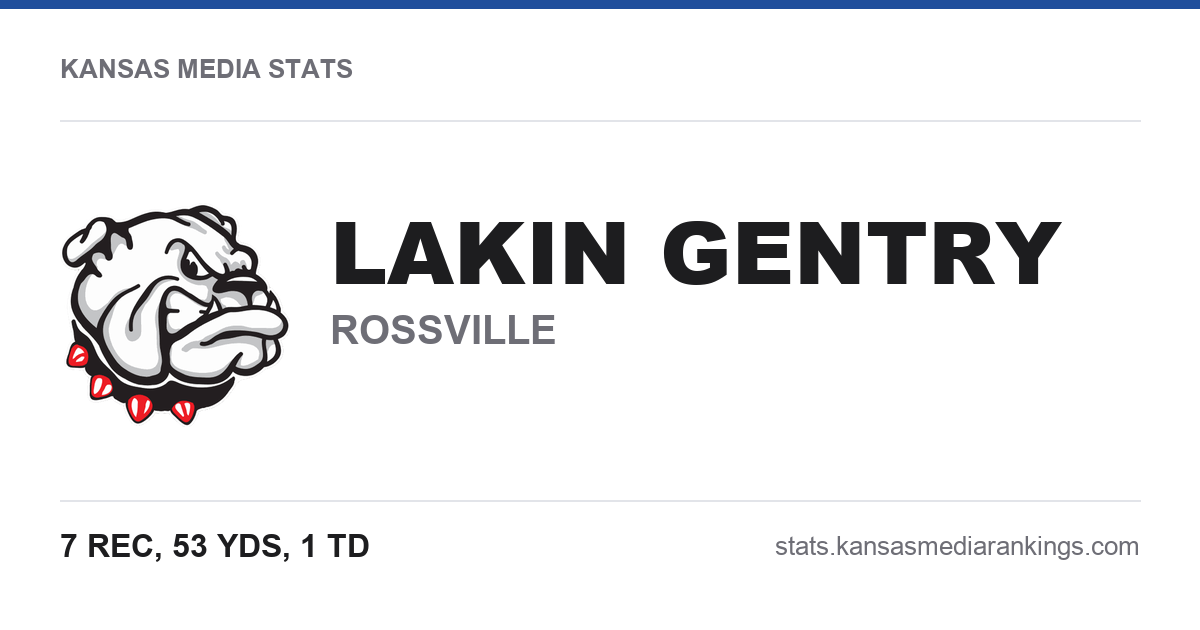 KANSAS MEDIA STATS
LAKIN GENTRY
ROSSVILLE
7 REC, 53 YDS, 1 TD
stats.kansasmediarankings.com